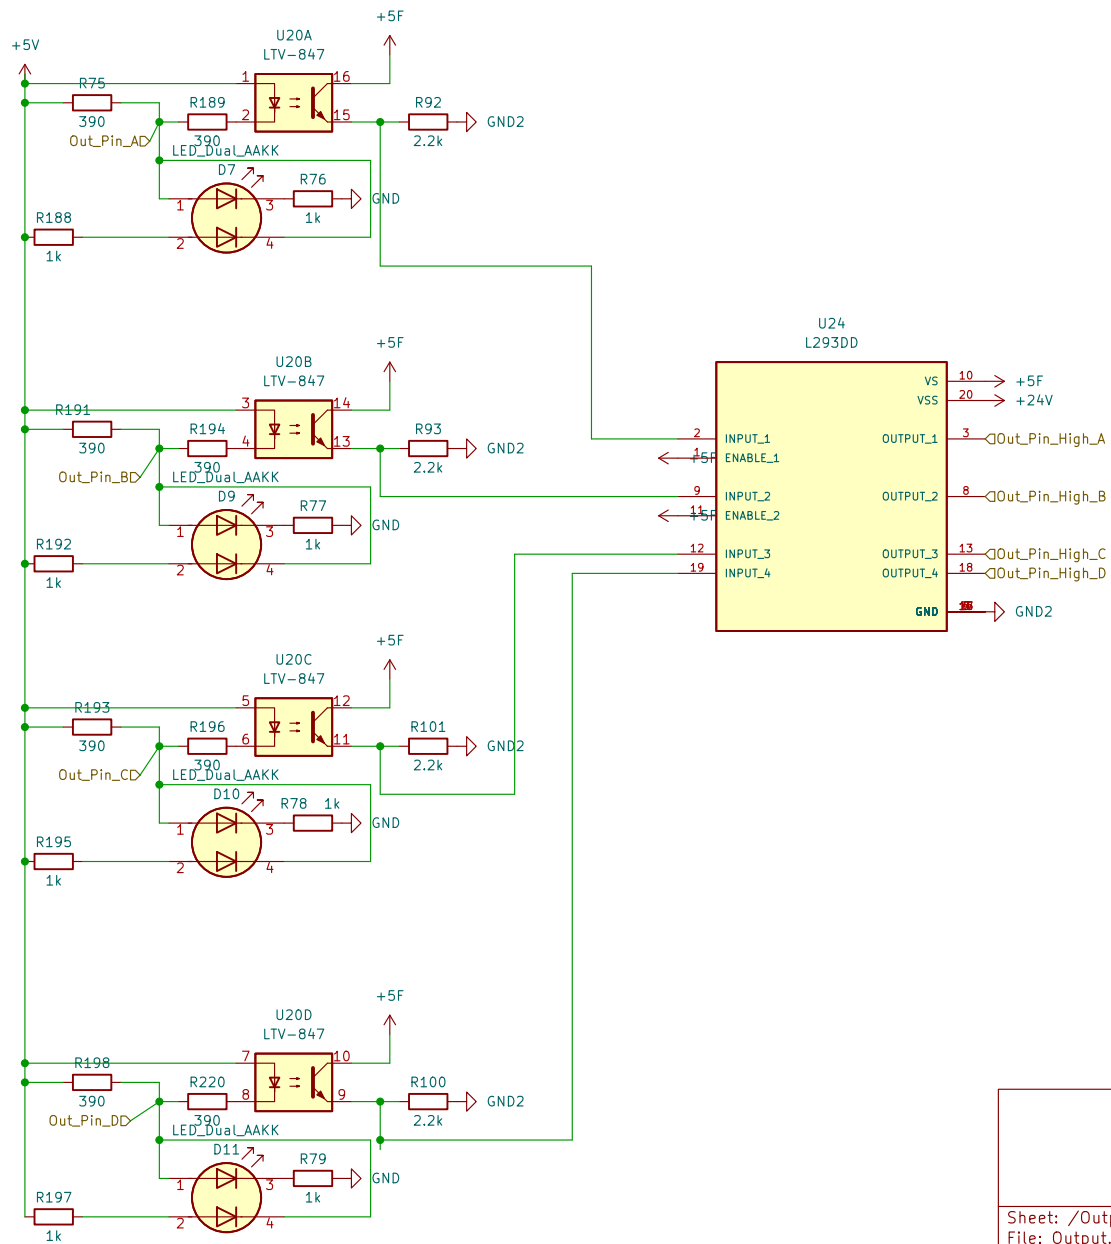 +5V
+5F
U20A
LTV-847
R75
390
Out_Pin_A
R189
390
1
2
16
15
R92
2.2k
GND2
LED_Dual_AAKK
D7
1
2
3
4
R76
1k
GND
R188
1k
+5F
U20B
LTV-847
R191
390
Out_Pin_B
R194
390
3
4
14
13
R93
2.2k
GND2
LED_Dual_AAKK
D9
1
2
3
4
R77
1k
GND
R192
1k
+5F
U20C
LTV-847
R193
390
Out_Pin_C
R196
390
5
6
12
11
R101
2.2k
GND2
LED_Dual_AAKK
D10
1
2
3
4
R78
1k
GND
R195
1k
+5F
U20D
LTV-847
R198
390
Out_Pin_D
R220
390
7
8
10
9
R100
2.2k
GND2
LED_Dual_AAKK
D11
1
2
3
4
R79
1k
GND
R197
1k
U24
L293DD
VS 10 +5F
VSS 20 +24V
2 INPUT_1
OUTPUT_1 3 Out_Pin_High_A
+5F 1 ENABLE_1
9 INPUT_2
OUTPUT_2 8 Out_Pin_High_B
+5F 11 ENABLE_2
12 INPUT_3
OUTPUT_3 13 Out_Pin_High_C
19 INPUT_4
OUTPUT_4 18 Out_Pin_High_D
GND GND2
Sheet: /Outp
File: Output.